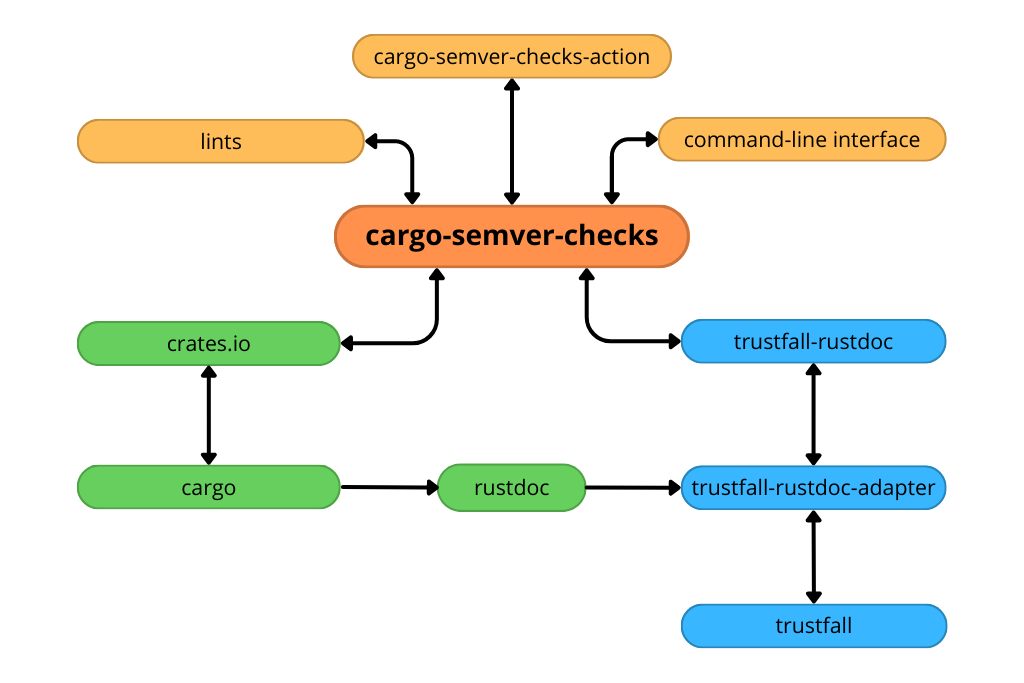 cargo-semver-checks-action
lints
command-line interface
cargo-semver-checks
crates.io
trustfall-rustdoc
cargo
rustdoc
trustfall-rustdoc-adapter
trustfall